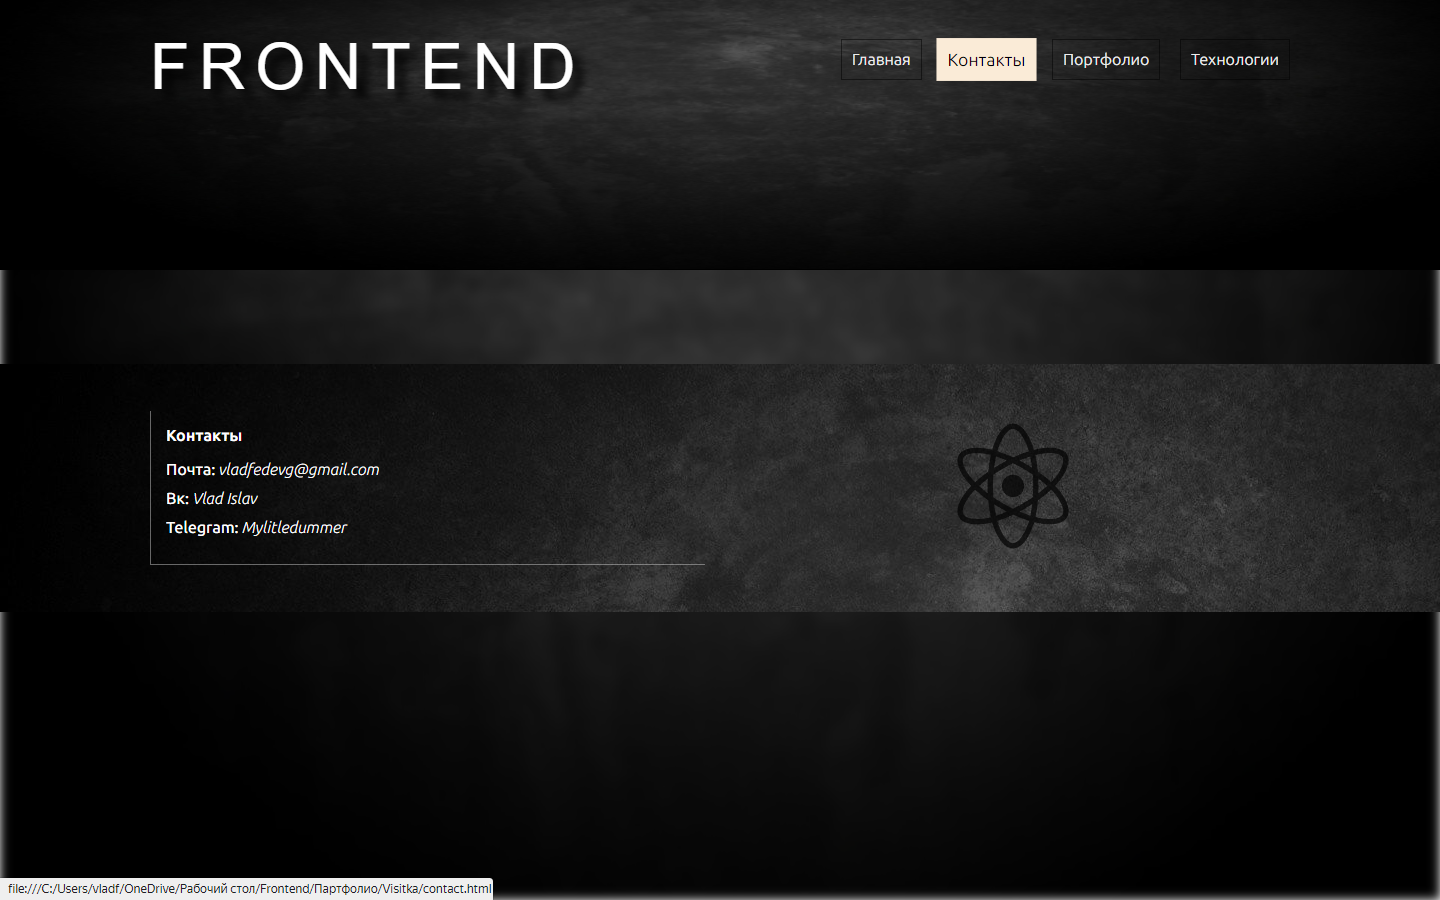 FRONTEND
Главная Контакты Портфолио Технологии
Контакты
Почта: vladfedevg@gmail.com
Вк: Vlad Islav
Telegram: Mylitledummer
file:///C:/Users/vladf/OneDrive/Рабочий стол/Frontend/Партфолио/Visitka/contact.html